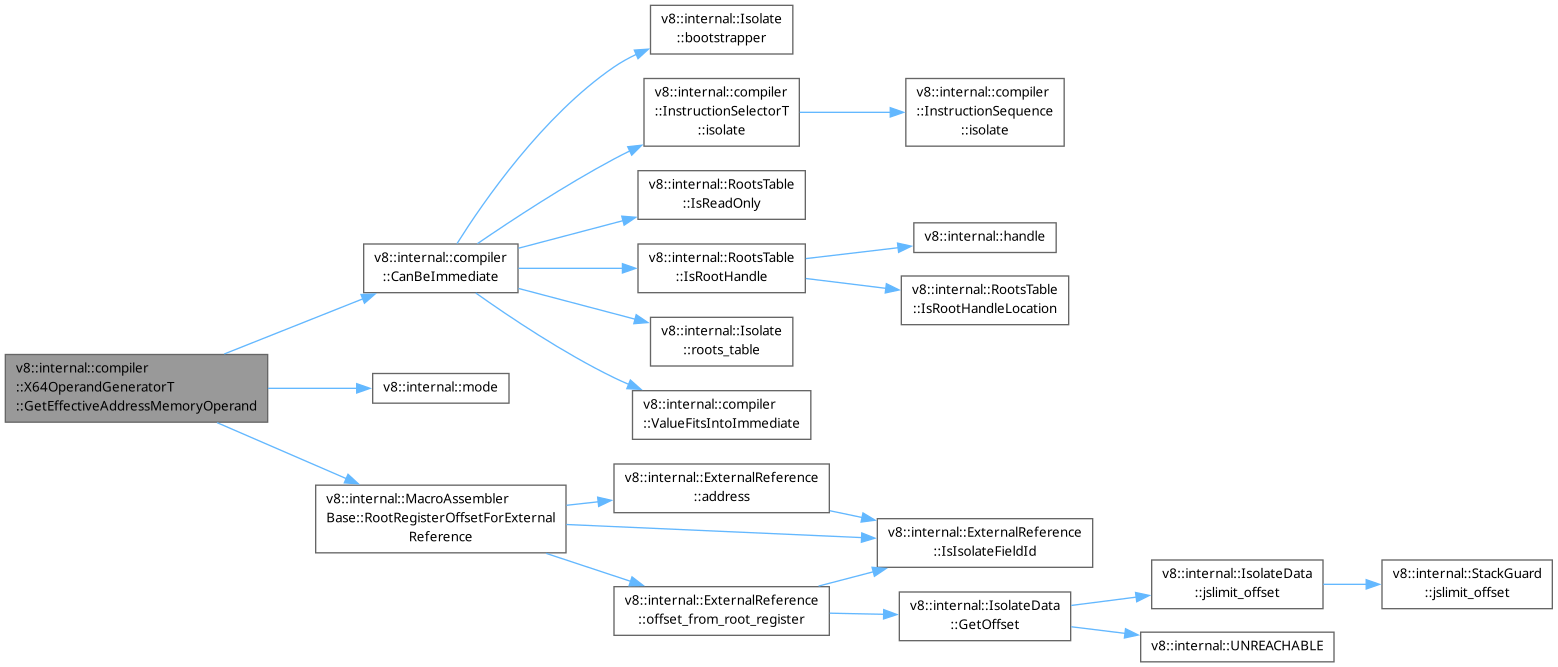 v8::internal::Isolate
::bootstrapper
v8::internal::compiler
::InstructionSelectorT
::isolate
v8::internal::compiler
::InstructionSequence
::isolate
v8::internal::RootsTable
::IsReadOnly
v8::internal::compiler
::CanBeImmediate
v8::internal::RootsTable
::IsRootHandle
v8::internal::handle
v8::internal::RootsTable
::IsRootHandleLocation
v8::internal::Isolate
::roots_table
v8::internal::compiler
::X64OperandGeneratorT
::GetEffectiveAddressMemoryOperand
v8::internal::mode
v8::internal::compiler
::ValueFitsIntoImmediate
v8::internal::MacroAssembler
Base::RootRegisterOffsetForExternal
Reference
v8::internal::ExternalReference
::address
v8::internal::ExternalReference
::IsIsolateFieldId
v8::internal::ExternalReference
::offset_from_root_register
v8::internal::IsolateData
::GetOffset
v8::internal::IsolateData
::jslimit_offset
v8::internal::StackGuard
::jslimit_offset
v8::internal::UNREACHABLE